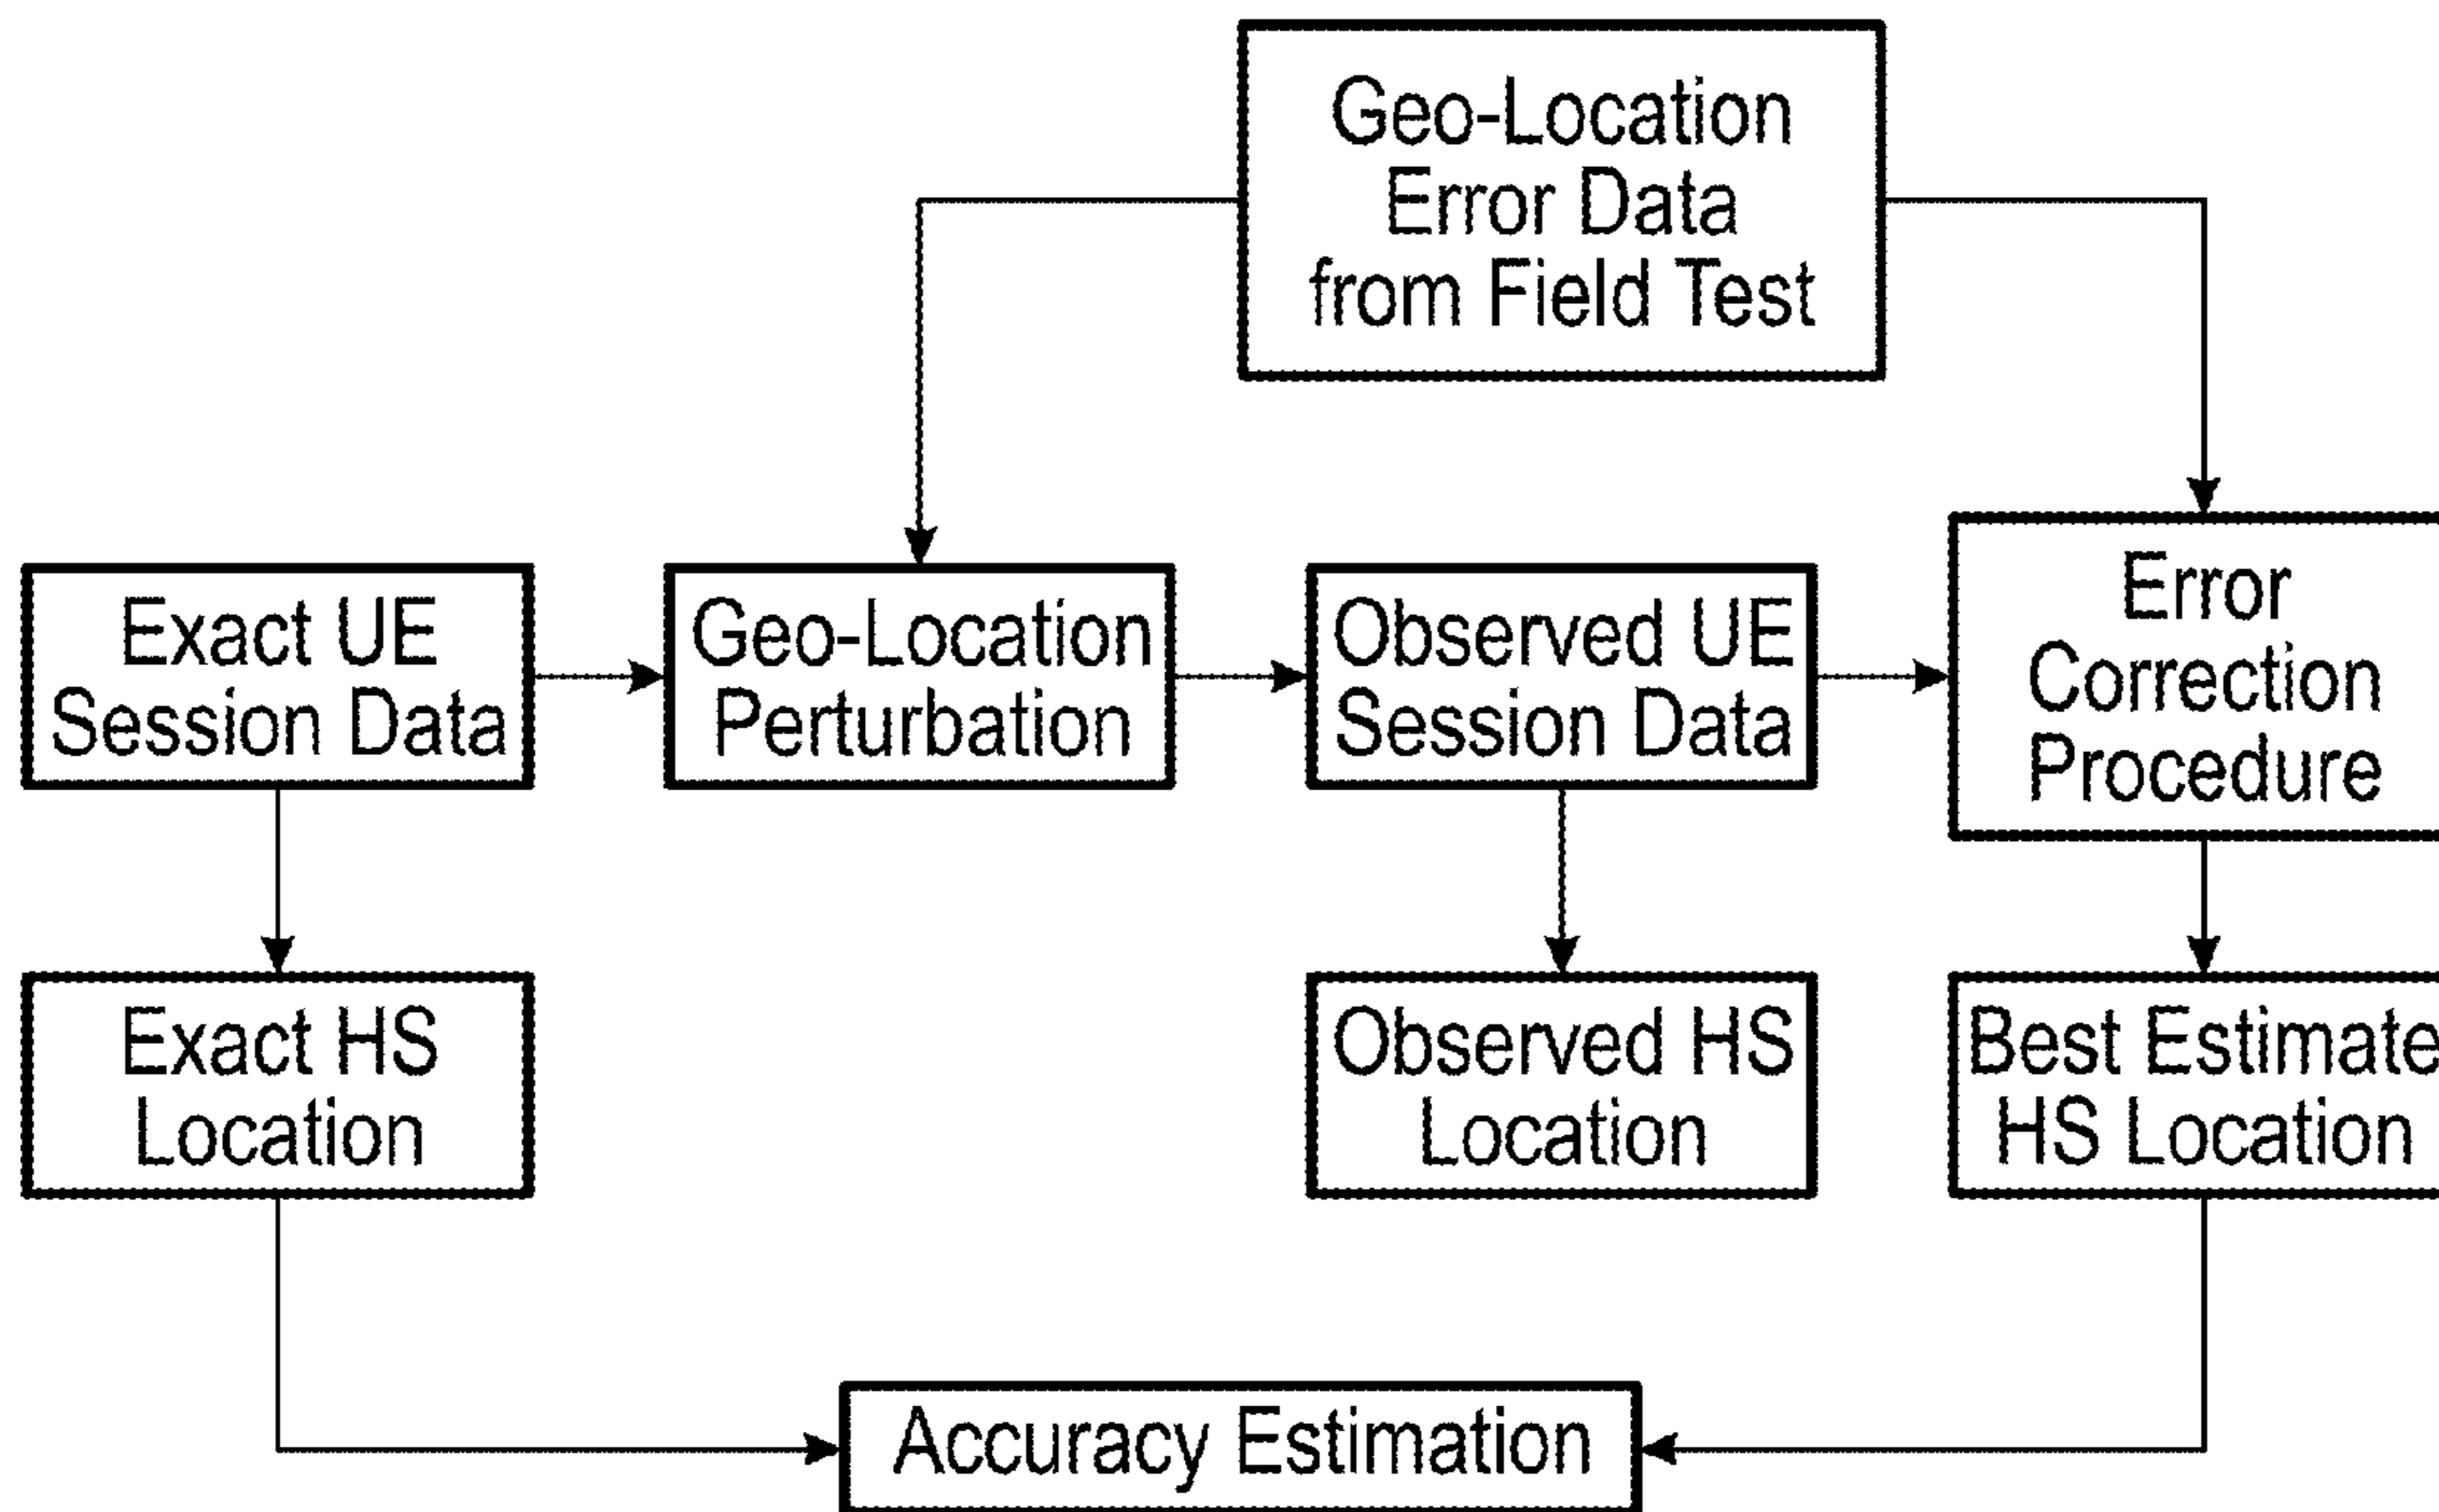 Geo-Location
Error Data
from Field Test
Exact UE
Session Data
Geo-Location
Perturbation
Observed UE
Session Data
Error
Correction
Procedure
Exact HS
Location
Observed HS
Location
Best Estimate
HS Location
Accuracy Estimation